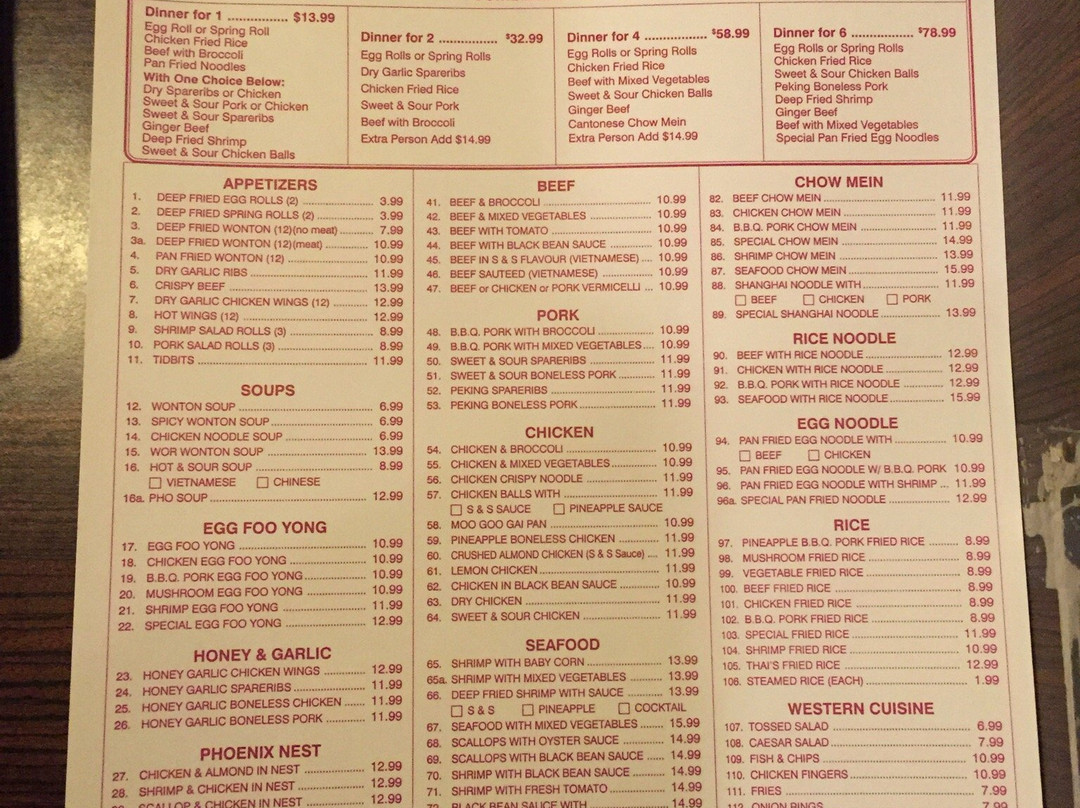 Dinner for 1 ................ $13.99
Egg Roll or Spring Roll
Chicken Fried Rice
Beef with Broccoli
Pan Fried Noodles
With One Choice Below:
Dry Spareribs or Chicken
Sweet & Sour Pork or Chicken
Sweet & Sour Spareribs
Ginger Beef
Deep Fried Shrimp
Sweet & Sour Chicken Balls
Dinner for 2 ................ $32.99
Egg Rolls or Spring Rolls
Dry Garlic Spareribs
Chicken Fried Rice
Sweet & Sour Pork
Beef with Broccoli
Extra Person Add $14.99
Dinner for 4 ................ $58.99
Egg Rolls or Spring Rolls
Chicken Fried Rice
Beef with Mixed Vegetables
Sweet & Sour Chicken Balls
Ginger Beef
Cantonese Chow Mein
Extra Person Add $14.99
Dinner for 6 ................ $78.99
Egg Rolls or Spring Rolls
Chicken Fried Rice
Sweet & Sour Chicken Balls
Peking Boneless Pork
Deep Fried Shrimp
Ginger Beef
Beef with Mixed Vegetables
Special Pan Fried Egg Noodles
APPETIZERS
1. DEEP FRIED EGG ROLLS (2) ........ 3.99
2. DEEP FRIED SPRING ROLLS (2) ........ 3.99
3. DEEP FRIED WONTON (12)(no meat) ........ 7.99
3a. DEEP FRIED WONTON (12)(meat) ........ 10.99
4. PAN FRIED WONTON (12) ........ 10.99
5. DRY GARLIC RIBS ........ 11.99
6. CRISPY BEEF ........ 13.99
7. DRY GARLIC CHICKEN WINGS (12) ........ 12.99
8. HOT WINGS (12) ........ 12.99
9. SHRIMP SALAD ROLLS (3) ........ 8.99
10. PORK SALAD ROLLS (3) ........ 8.99
11. TIDBITS ........ 11.99
SOUPS
12. WONTON SOUP ........ 6.99
13. SPICY WONTON SOUP ........ 6.99
14. CHICKEN NOODLE SOUP ........ 6.99
15. WOR WONTON SOUP ........ 13.99
16. HOT & SOUR SOUP ........ 8.99
☐ VIETNAMESE ☐ CHINESE
16a. PHO SOUP ........ 12.99
EGG FOO YONG
17. EGG FOO YONG ........ 10.99
18. CHICKEN EGG FOO YONG ........ 10.99
19. B.B.Q. PORK EGG FOO YONG ........ 10.99
20. MUSHROOM EGG FOO YONG ........ 10.99
21. SHRIMP EGG FOO YONG ........ 11.99
22. SPECIAL EGG FOO YONG ........ 12.99
HONEY & GARLIC
23. HONEY GARLIC CHICKEN WINGS ........ 12.99
24. HONEY GARLIC SPARERIBS ........ 11.99
25. HONEY GARLIC BONELESS CHICKEN ...... 11.99
26. HONEY GARLIC BONELESS PORK ........ 11.99
PHOENIX NEST
27. CHICKEN & ALMOND IN NEST ........ 12.99
28. SHRIMP & CHICKEN IN NEST ........ 12.99
SCALLOP & CHICKEN IN NEST ........ 12.99
BEEF
41. BEEF & BROCCOLI ........ 10.99
42. BEEF & MIXED VEGETABLES ........ 10.99
43. BEEF WITH TOMATO ........ 10.99
44. BEEF WITH BLACK BEAN SAUCE ........ 10.99
45. BEEF IN S & S FLAVOUR (VIETNAMESE) .... 10.99
46. BEEF SAUTEED (VIETNAMESE) ........ 10.99
47. BEEF or CHICKEN or PORK VERMICELLI ... 10.99
PORK
48. B.B.Q. PORK WITH BROCCOLI ........ 10.99
49. B.B.Q. PORK WITH MIXED VEGETABLES .... 10.99
50. SWEET & SOUR SPARERIBS ........ 11.99
51. SWEET & SOUR BONELESS PORK ........ 11.99
52. PEKING SPARERIBS ........ 11.99
53. PEKING BONELESS PORK ........ 11.99
CHICKEN
54. CHICKEN & BROCCOLI ........ 10.99
55. CHICKEN & MIXED VEGETABLES ........ 10.99
56. CHICKEN CRISPY NOODLE ........ 11.99
57. CHICKEN BALLS WITH ........ 11.99
☐ S & S SAUCE ☐ PINEAPPLE SAUCE
58. MOO GOO GAI PAN ........ 10.99
59. PINEAPPLE BONELESS CHICKEN ........ 11.99
60. CRUSHED ALMOND CHICKEN (S & S Sauce) .... 11.99
61. LEMON CHICKEN ........ 11.99
62. CHICKEN IN BLACK BEAN SAUCE ........ 10.99
63. DRY CHICKEN ........ 11.99
64. SWEET & SOUR CHICKEN ........ 11.99
SEAFOOD
65. SHRIMP WITH BABY CORN ........ 13.99
65a. SHRIMP WITH MIXED VEGETABLES ........ 13.99
66. DEEP FRIED SHRIMP WITH SAUCE ........ 13.99
☐ S & S ☐ PINEAPPLE ☐ COCKTAIL
67. SEAFOOD WITH MIXED VEGETABLES ........ 15.99
68. SCALLOPS WITH OYSTER SAUCE ........ 14.99
69. SCALLOPS WITH BLACK BEAN SAUCE ...... 14.99
70. SHRIMP WITH BLACK BEAN SAUCE ........ 14.99
71. SHRIMP WITH FRESH TOMATO ........ 14.99
72. BLACK BEAN SAUCE WITH ........ 14.99
CHOW MEIN
82. BEEF CHOW MEIN ........ 11.99
83. CHICKEN CHOW MEIN ........ 11.99
84. B.B.Q. PORK CHOW MEIN ........ 11.99
85. SPECIAL CHOW MEIN ........ 14.99
86. SHRIMP CHOW MEIN ........ 13.99
87. SEAFOOD CHOW MEIN ........ 15.99
88. SHANGHAI NOODLE WITH ........ 11.99
☐ BEEF ☐ CHICKEN ☐ PORK
89. SPECIAL SHANGHAI NOODLE ........ 13.99
RICE NOODLE
90. BEEF WITH RICE NOODLE ........ 12.99
91. CHICKEN WITH RICE NOODLE ........ 12.99
92. B.B.Q. PORK WITH RICE NOODLE ........ 12.99
93. SEAFOOD WITH RICE NOODLE ........ 15.99
EGG NOODLE
94. PAN FRIED EGG NOODLE WITH ........ 10.99
☐ BEEF ☐ CHICKEN
95. PAN FRIED EGG NOODLE W/ B.B.Q. PORK 10.99
96. PAN FRIED EGG NOODLE WITH SHRIMP ... 11.99
96a. SPECIAL PAN FRIED NOODLE ........ 12.99
RICE
97. PINEAPPLE B.B.Q. PORK FRIED RICE ........ 8.99
98. MUSHROOM FRIED RICE ........ 8.99
99. VEGETABLE FRIED RICE ........ 8.99
100. BEEF FRIED RICE ........ 8.99
101. CHICKEN FRIED RICE ........ 8.99
102. B.B.Q. PORK FRIED RICE ........ 8.99
103. SPECIAL FRIED RICE ........ 11.99
104. SHRIMP FRIED RICE ........ 10.99
105. THAI'S FRIED RICE ........ 12.99
106. STEAMED RICE (EACH) ........ 1.99
WESTERN CUISINE
107. TOSSED SALAD ........ 6.99
108. CAESAR SALAD ........ 7.99
109. FISH & CHIPS ........ 10.99
110. CHICKEN FINGERS ........ 10.99
111. FRIES ........ 7.99
112. ONION RINGS ........ 7.99